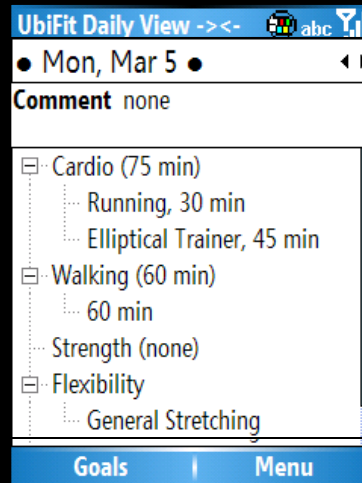 UbiFit Daily View -><- abc
● Mon, Mar 5 ●
Comment none
Cardio (75 min)
Running, 30 min
Elliptical Trainer, 45 min
Walking (60 min)
60 min
Strength (none)
Flexibility
General Stretching
Goals Menu